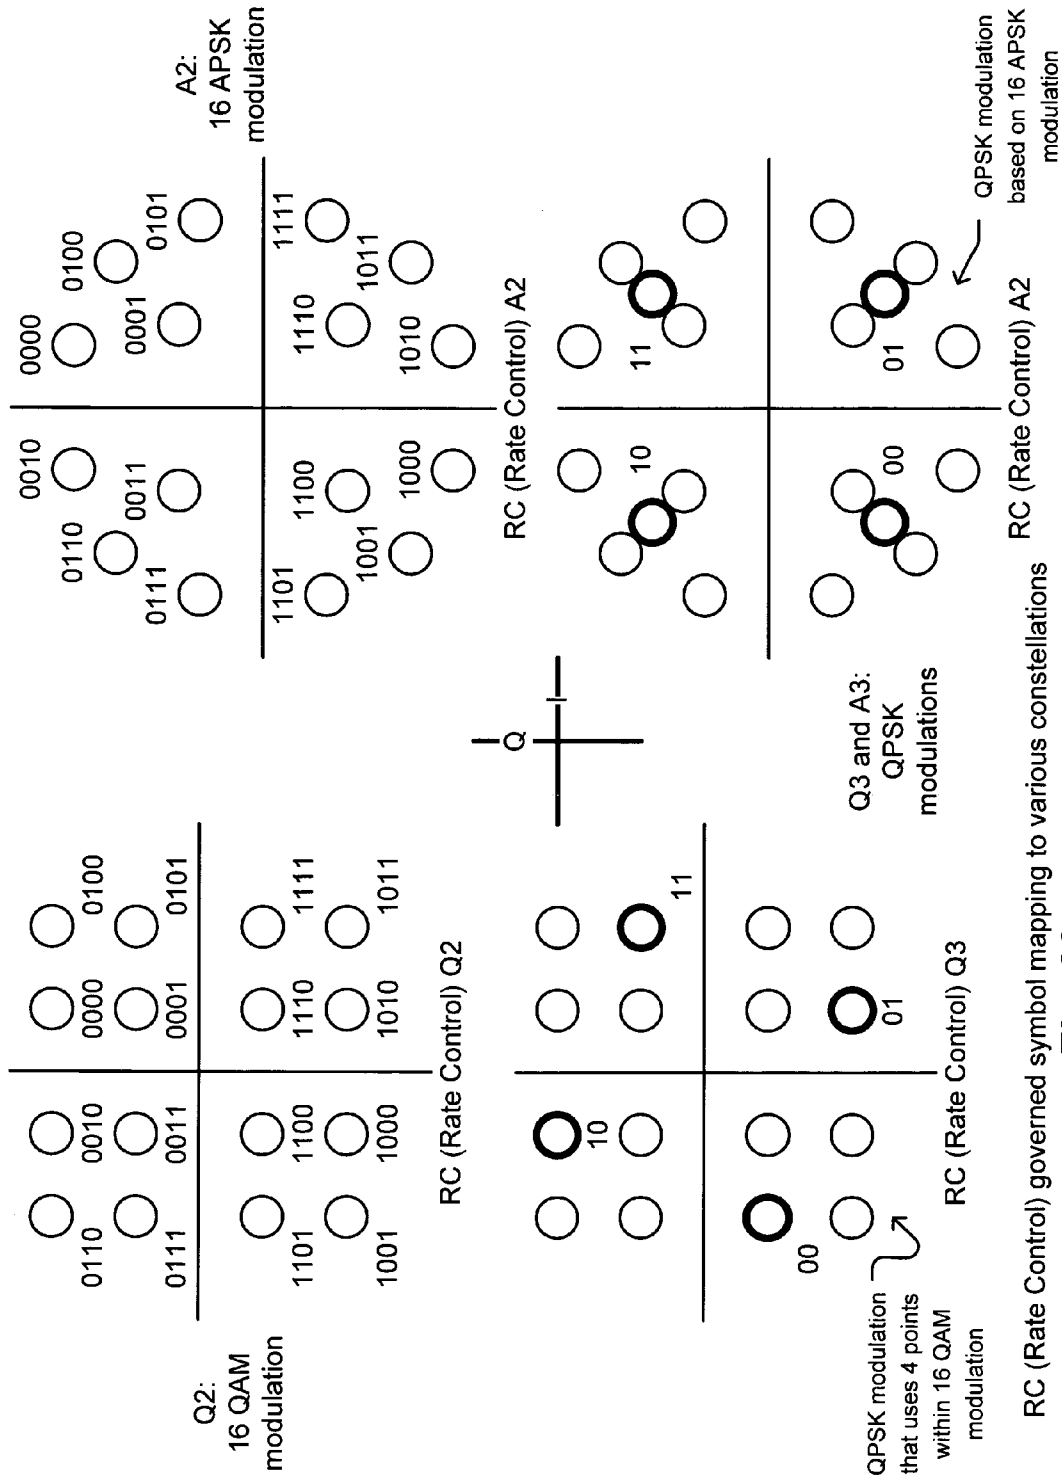 Q2:
16 QAM
modulation
0110 0010 0000 0100
0111 0011 0001 0101
1101 1100 1110 1111
1001 1000 1010 1011
RC (Rate Control) Q2
A2:
16 APSK
modulation
0010 0000
0110 0100
0011 0001
0111 0101
1101 1111
1100 1110
1001 1011
1000 1010
RC (Rate Control) A2
Q
I
10
11
00
01
RC (Rate Control) Q3
QPSK modulation
that uses 4 points
within 16 QAM
modulation
Q3 and A3:
QPSK
modulations
10 11
00 01
RC (Rate Control) A2
QPSK modulation
based on 16 APSK
modulation
RC (Rate Control) governed symbol mapping to various constellations